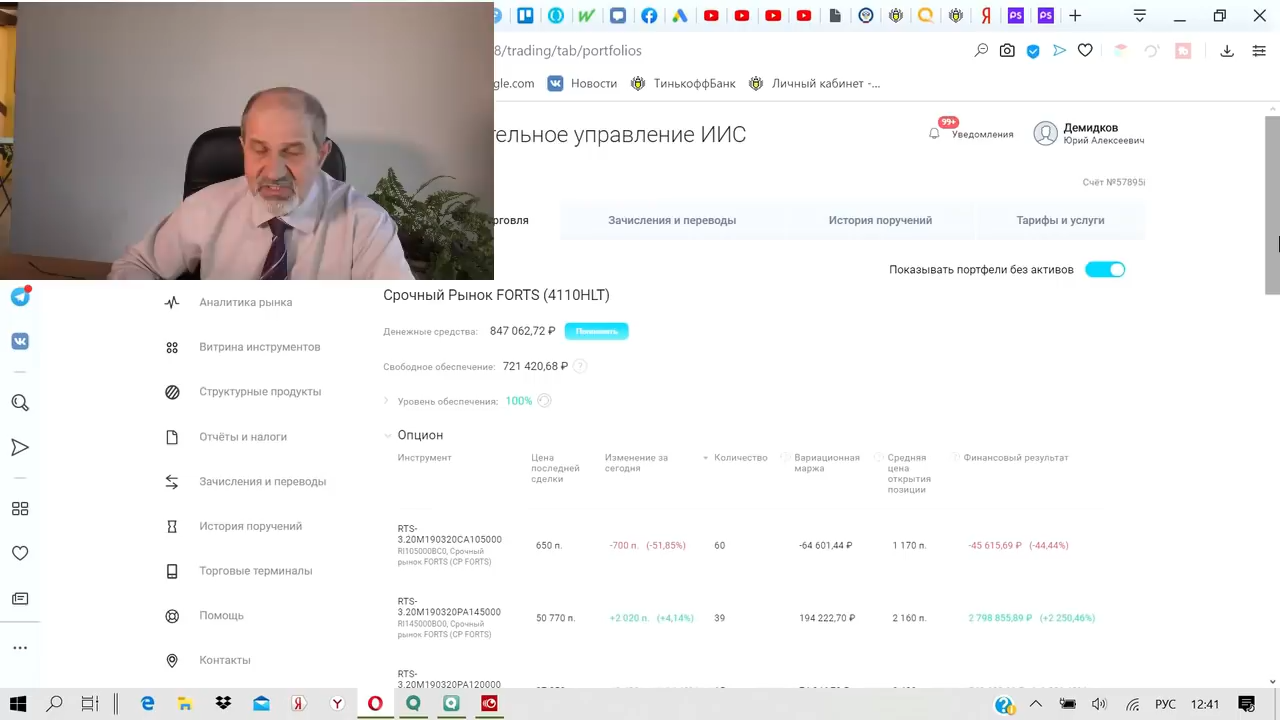 8/trading/tab/portfolios
gle.com Новости ТинькоффБанк Личный кабинет -...
тельное управление ИИС
99+
Уведомления
Демидков
Юрий Алексеевич
Счёт №57895i
рговля Зачисления и переводы История поручений Тарифы и услуги
Показывать портфели без активов
Аналитика рынка
Витрина инструментов
Структурные продукты
Отчёты и налоги
Зачисления и переводы
История поручений
Торговые терминалы
Помощь
Контакты
Срочный Рынок FORTS (4110HLT)
Денежные средства: 847 062,72 ₽ Пополнить
Свободное обеспечение: 721 420,68 ₽ ?
Уровень обеспечения: 100%
Опцион
Инструмент
Цена
последней
сделки
Изменение за
сегодня
Количество
Вариационная
маржа
Средняя
цена
открытия
позиции
Финансовый результат
RTS-
3.20M190320CA105000
RI105000BC0, Срочный
рынок FORTS (СР FORTS)
650 п. -700 п. (-51,85%) 60 -64 601,44 ₽ 1 170 п. -45 615,69 ₽ (-44,44%)
RTS-
3.20M190320PA145000
RI145000BO0, Срочный
рынок FORTS (СР FORTS)
50 770 п. +2 020 п. (+4,14%) 39 194 222,70 ₽ 2 160 п. 2 798 855,89 ₽ (+2 250,46%)
RTS-
3.20M190320PA120000
РУС 12:41